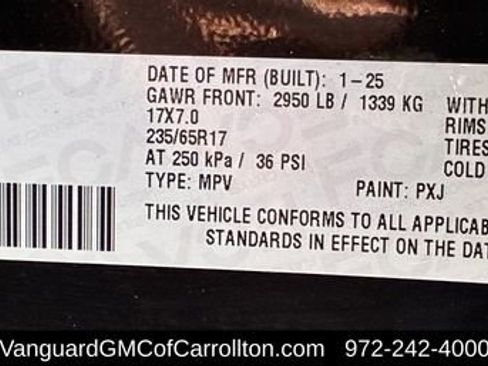 DATE OF MFR (BUILT): 1-25
GAWR FRONT: 2950 LB / 1339 KG WITH
17X7.0 RIMS
235/65R17 TIRES
AT 250 kPa / 36 PSI COLD
TYPE: MPV PAINT: PXJ
THIS VEHICLE CONFORMS TO ALL APPLICAB
STANDARDS IN EFFECT ON THE DAT
VanguardGMCofCarrollton.com 972-242-4000